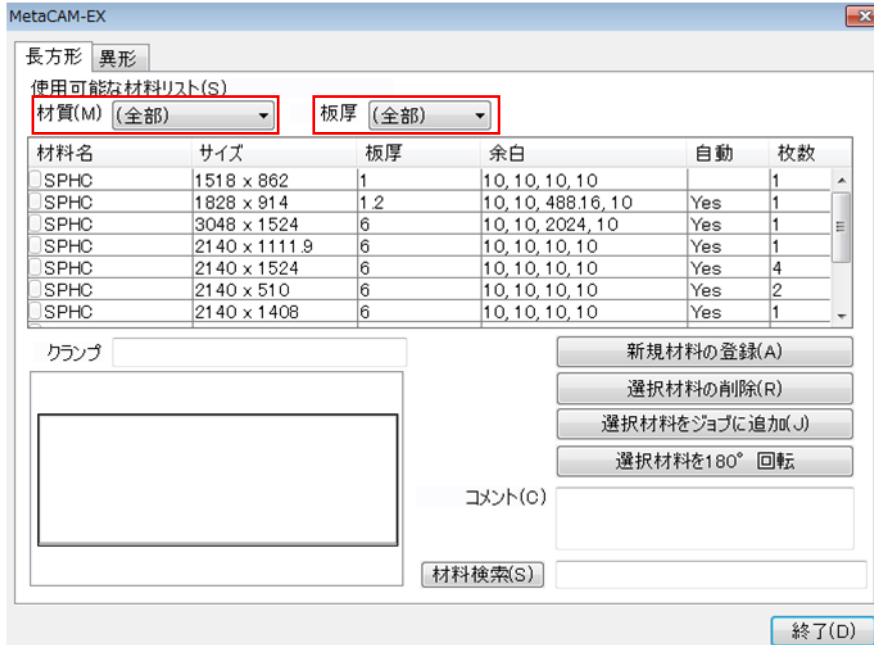 MetaCAM-EX
長方形 異形
使用可能な材料リスト(S)
材質(M) (全部) 板厚 (全部)
材料名 サイズ 板厚 余白 自動 枚数
SPHC 1518 x 862 1 10, 10, 10, 10 1
SPHC 1828 x 914 1.2 10, 10, 488.16, 10 Yes 1
SPHC 3048 x 1524 6 10, 10, 2024, 10 Yes 1
SPHC 2140 x 1111.9 6 10, 10, 10, 10 Yes 1
SPHC 2140 x 1524 6 10, 10, 10, 10 Yes 4
SPHC 2140 x 510 6 10, 10, 10, 10 Yes 2
SPHC 2140 x 1408 6 10, 10, 10, 10 Yes 1
クランプ
新規材料の登録(A)
選択材料の削除(R)
選択材料をジョブに追加(J)
選択材料を180° 回転
コメント(C)
材料検索(S)
終了(D)